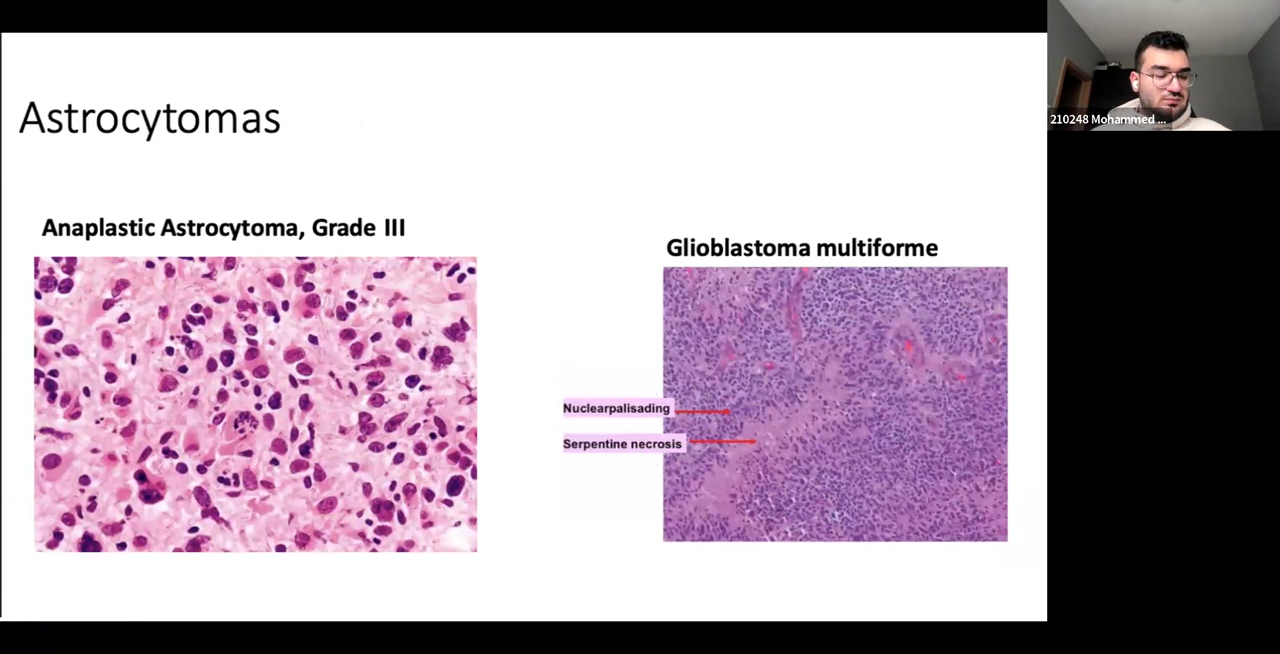 Astrocytomas
210248 Mohammed ...
Anaplastic Astrocytoma, Grade III
Glioblastoma multiforme
Nuclearpalisading
Serpentine necrosis